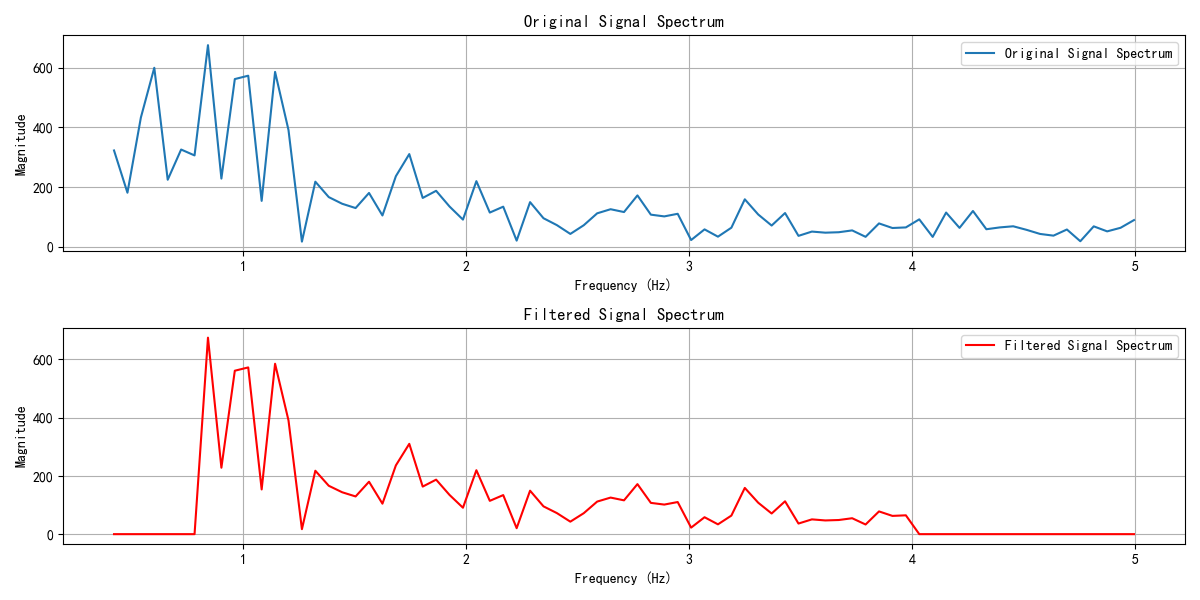 Original Signal Spectrum
Original Signal Spectrum
Magnitude
600
400
200
0
1
2
3
4
5
Frequency (Hz)
Filtered Signal Spectrum
Filtered Signal Spectrum
Magnitude
600
400
200
0
1
2
3
4
5
Frequency (Hz)